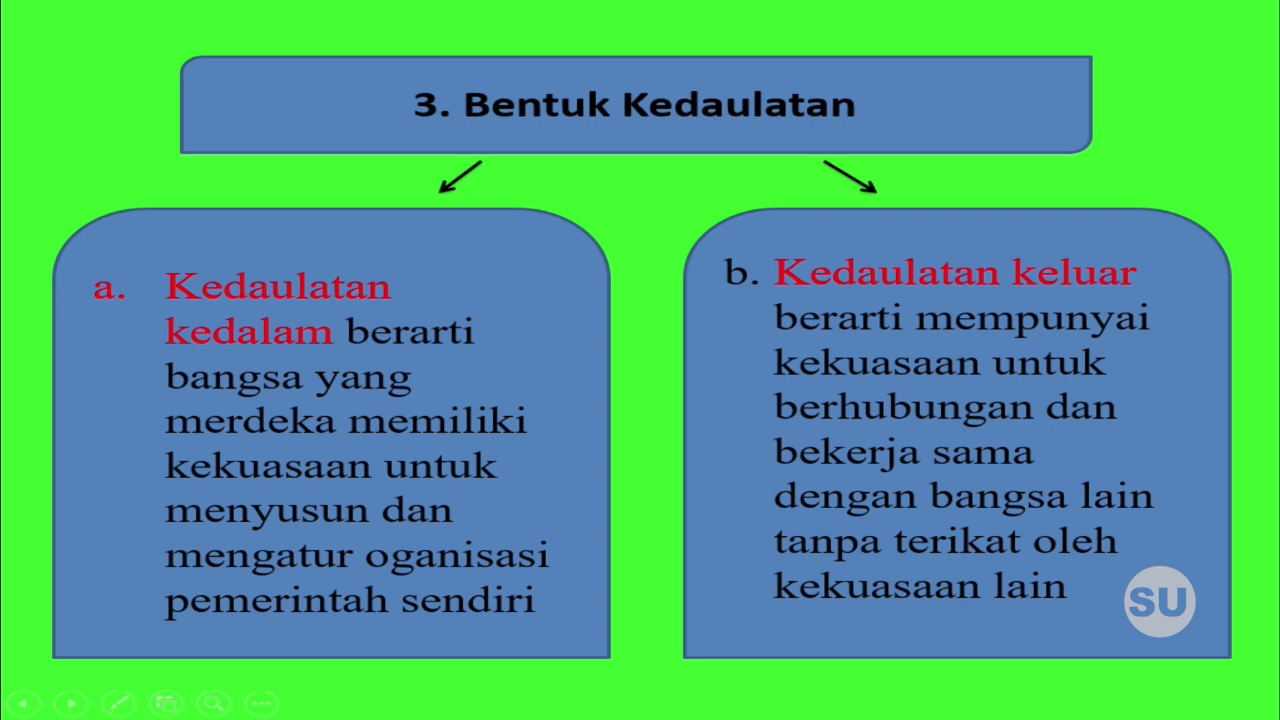 3. Bentuk Kedaulatan
a. Kedaulatan
kedalam berarti
bangsa yang
merdeka memiliki
kekuasaan untuk
menyusun dan
mengatur oganisasi
pemerintah sendiri
b. Kedaulatan keluar
berarti mempunyai
kekuasaan untuk
berhubungan dan
bekerja sama
dengan bangsa lain
tanpa terikat oleh
kekuasaan lain
SU